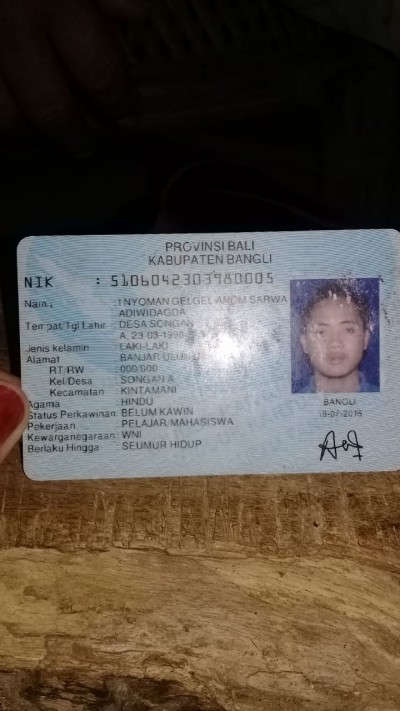 PROVINSI BALI
KABUPATEN BANGLI
NIK : 5106042303980005
Nama : I NYOMAN GELGEL ANOM SARWA
ADIWIDAGDA
Tempat/Tgl Lahir : DESA SONGAN
A, 23-03-1998
Jenis kelamin : LAKI-LAKI
Alamat : BANJAR
RT/RW : 000/000
Kel/Desa : SONGAN A
Kecamatan : KINTAMANI
Agama : HINDU
Status Perkawinan: BELUM KAWIN
Pekerjaan : PELAJAR/MAHASISWA
Kewarganegaraan: WNI
Berlaku Hingga : SEUMUR HIDUP
BANGLI
18-07-2016